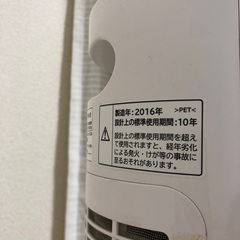 製造年:2016年 >PET<
設計上の標準使用期間:10年
設計上の標準使用期間を超え
て使用されますと、経年劣化
による発火・けが等の事故に
至るおそれがあります。